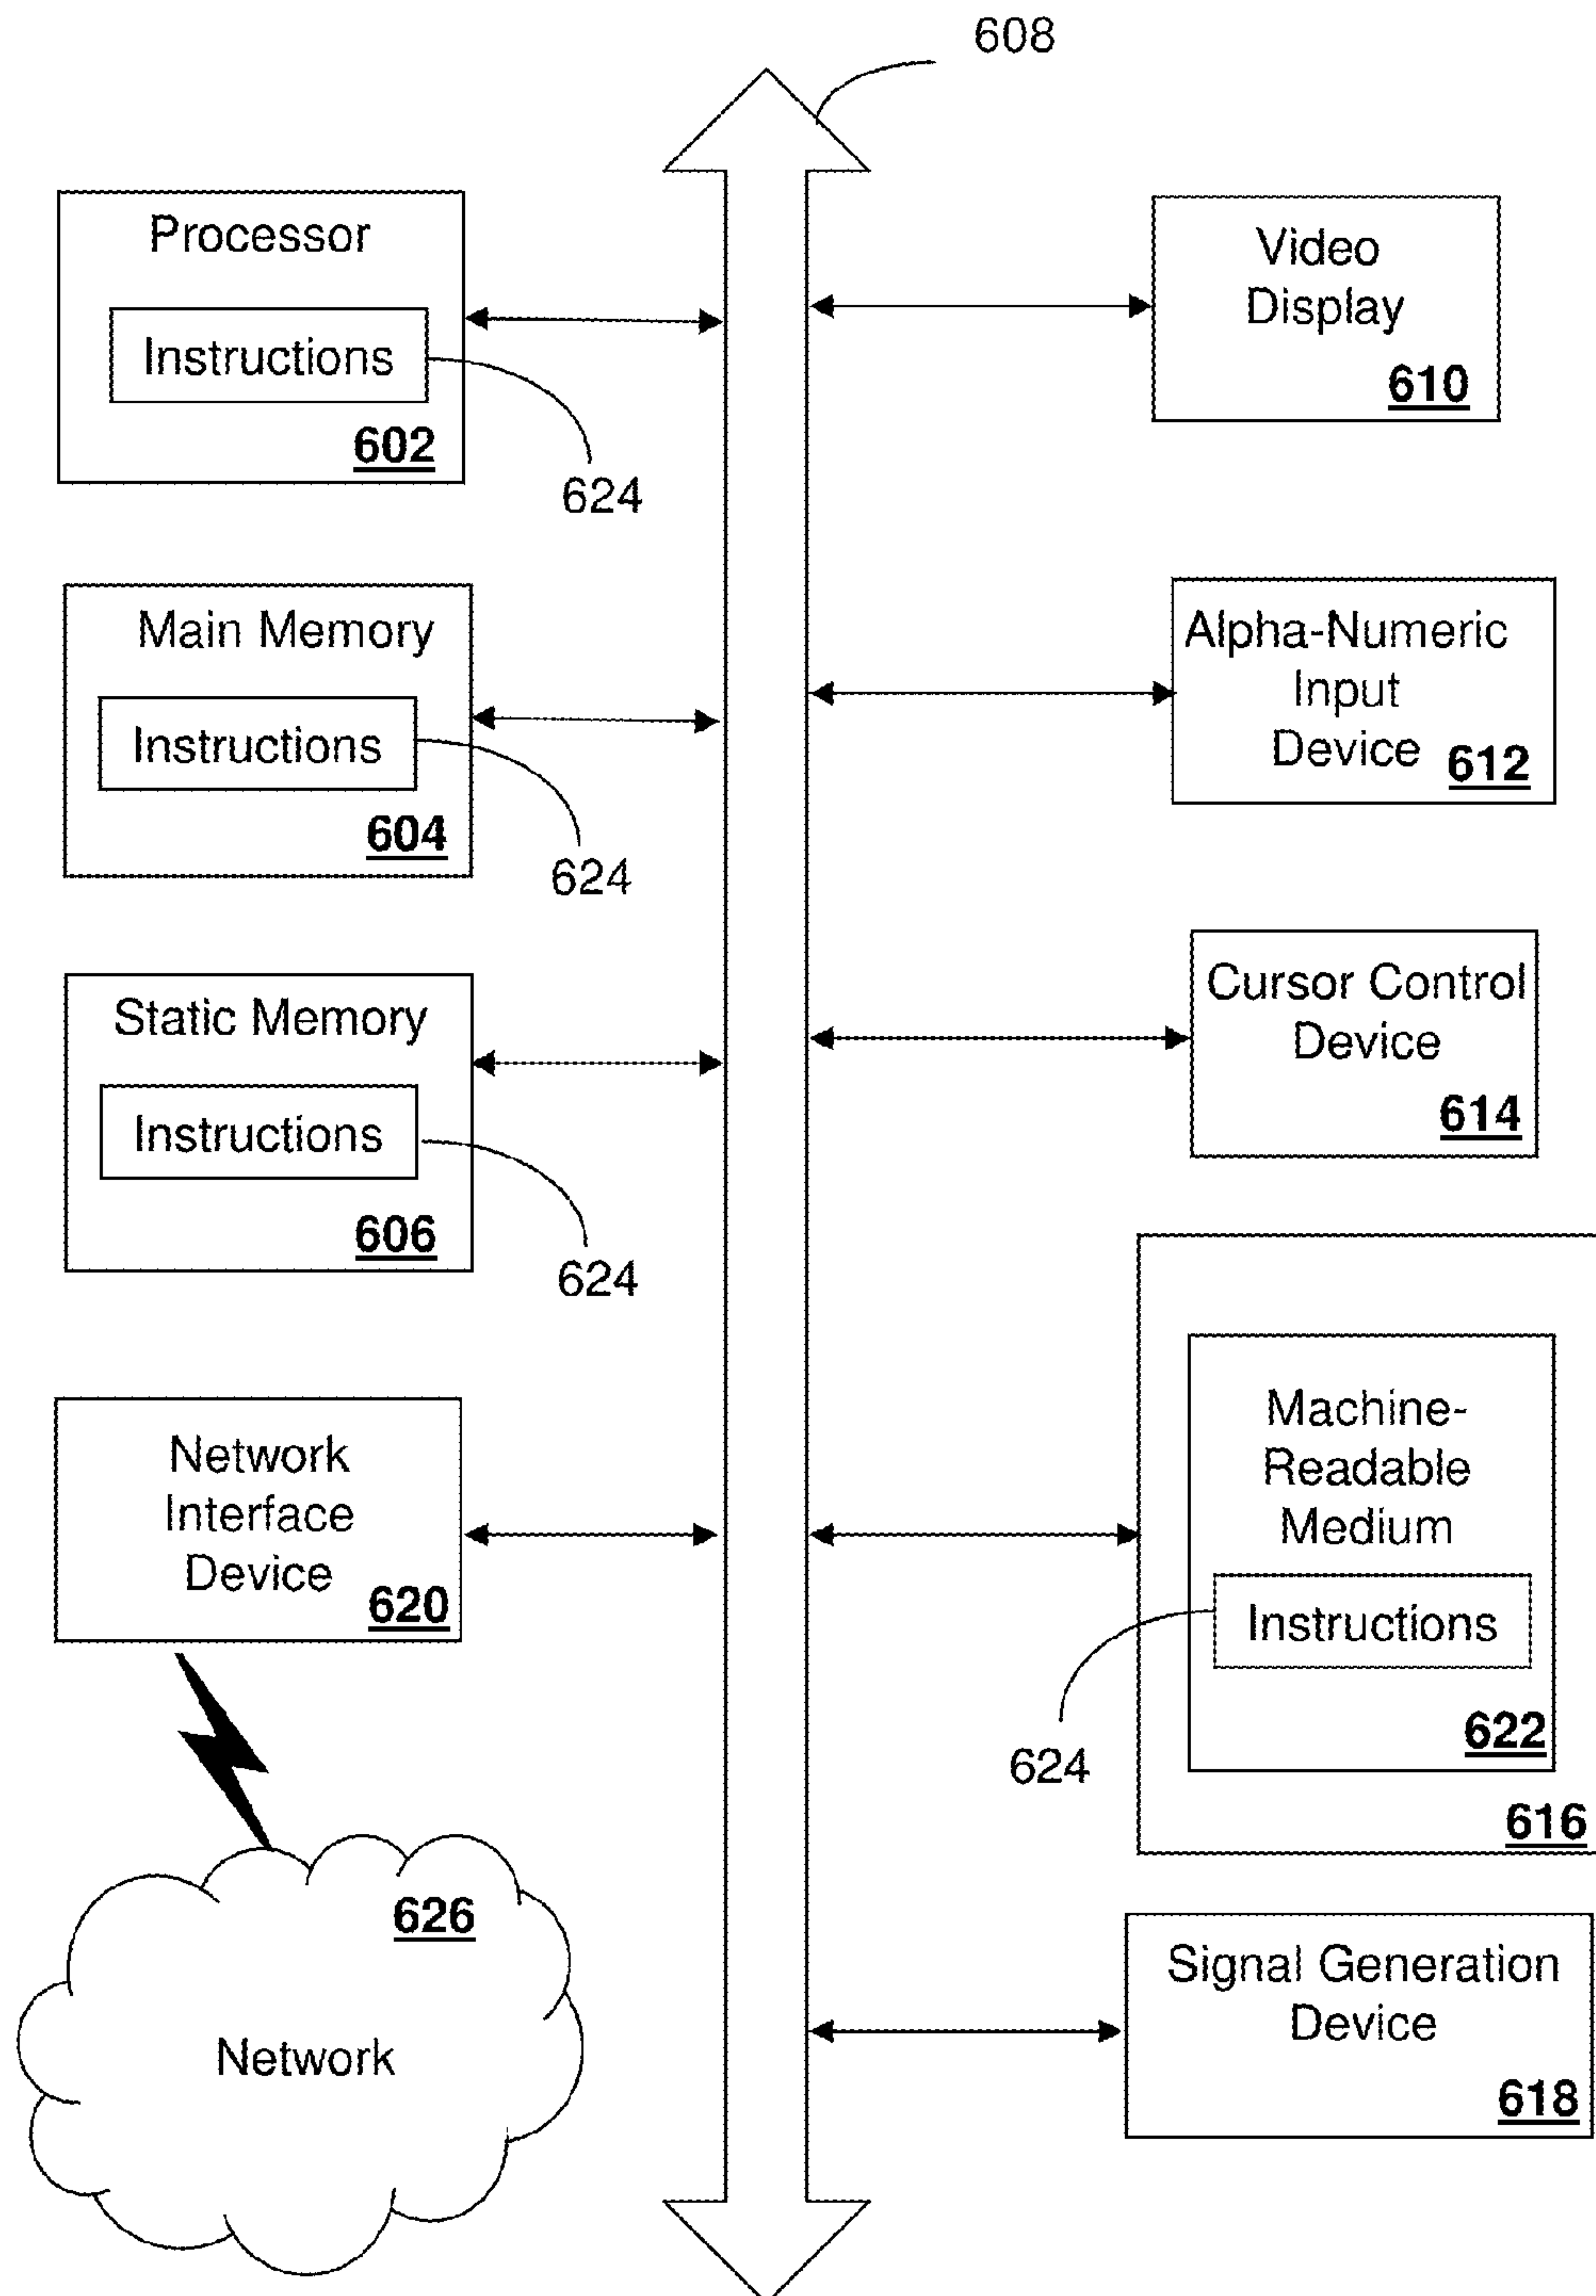 608
Processor
Instructions
602
624
Main Memory
Instructions
604
624
Static Memory
Instructions
606
624
Network
Interface
Device
620
626
Network
Video
Display
610
Alpha-Numeric
Input
Device
612
Cursor Control
Device
614
Machine-
Readable
Medium
Instructions
622
624
616
Signal Generation
Device
618